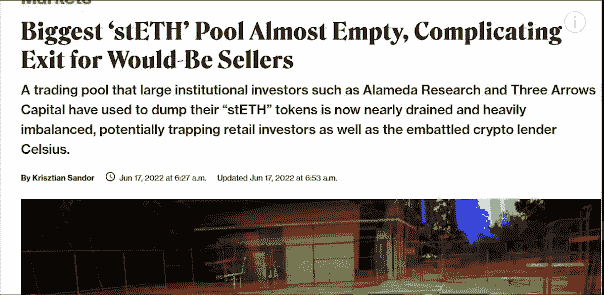 Markets
Biggest ‘stETH’ Pool Almost Empty, Complicating
Exit for Would-Be Sellers
A trading pool that large institutional investors such as Alameda Research and Three Arrows
Capital have used to dump their “stETH” tokens is now nearly drained and heavily
imbalanced, potentially trapping retail investors as well as the embattled crypto lender
Celsius.
By Krisztian Sandor Jun 17, 2022 at 6:27 a.m. Updated Jun 17, 2022 at 6:53 a.m.